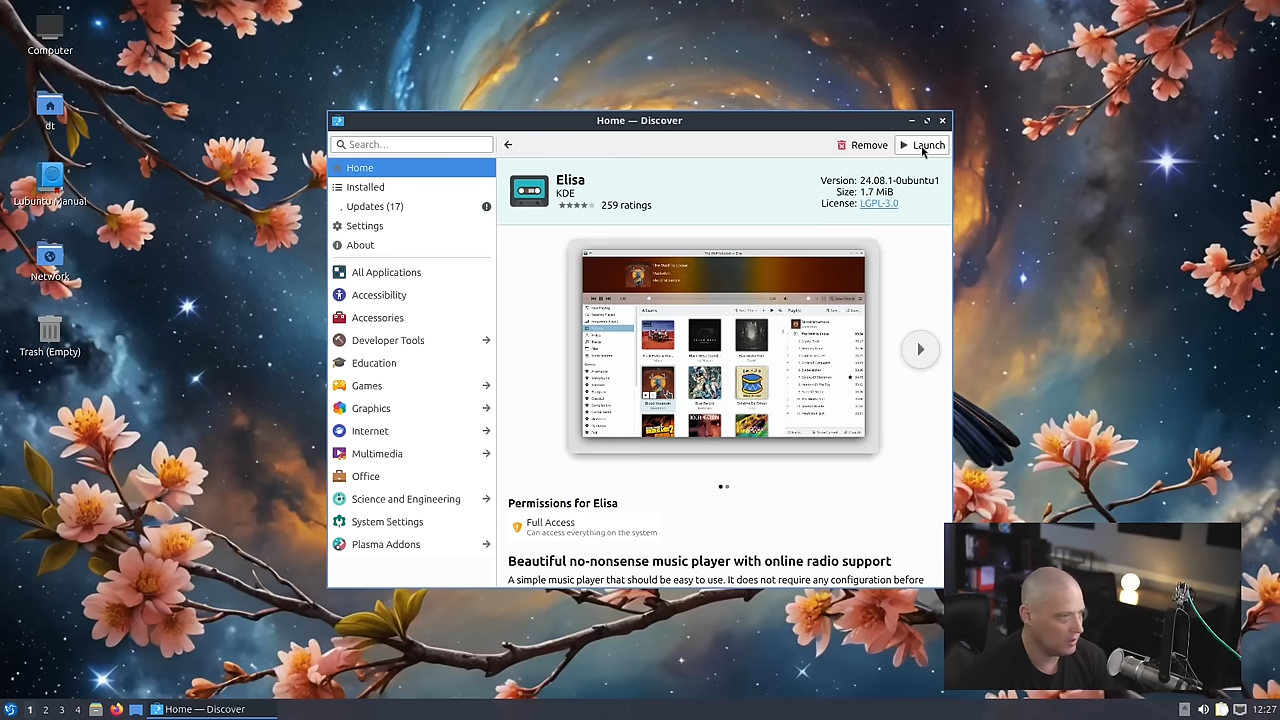 Computer
dt
Lubuntu Manual
Network
Trash (Empty)
Home — Discover
Search...
Remove
Launch
Home
Installed
Updates (17)
Settings
About
All Applications
Accessibility
Accessories
Developer Tools
Education
Games
Graphics
Internet
Multimedia
Office
Science and Engineering
System Settings
Plasma Addons
Elisa
KDE
259 ratings
Version: 24.08.1-0ubuntu1
Size: 1.7 MiB
License: LGPL-3.0
Permissions for Elisa
Full Access
Can access everything on the system
Beautiful no-nonsense music player with online radio support
A simple music player that should be easy to use. It does not require any configuration before
1 2 3 4
Home — Discover
12:27